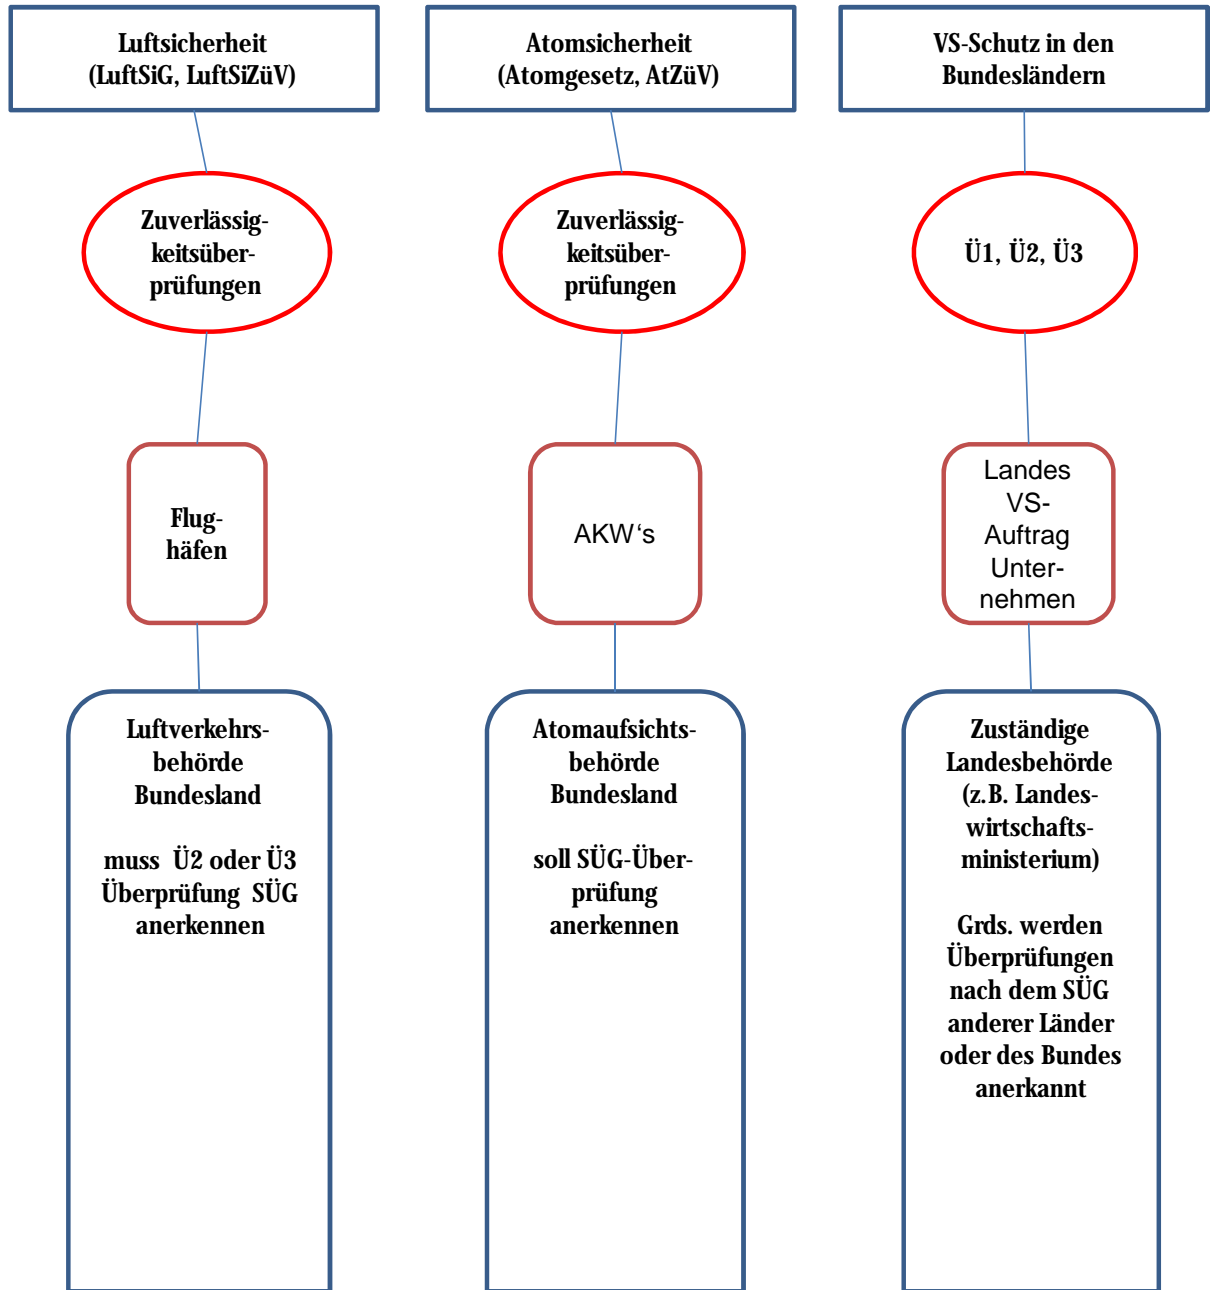 Luftsicherheit
(LuftSiG, LuftSiZüV)
Zuverlässig-
keitsüber-
prüfungen
Flug-
häfen
Luftverkehrs-
behörde
Bundesland
muss Ü2 oder Ü3
Überprüfung SÜG
anerkennen
Atomsicherheit
(Atomgesetz, AtZüV)
Zuverlässig-
keitsüber-
prüfungen
AKW‘s
Atomaufsichts-
behörde
Bundesland
soll SÜG-Über-
prüfung
anerkennen
VS-Schutz in den
Bundesländern
Ü1, Ü2, Ü3
Landes
VS-
Auftrag
Unter-
nehmen
Zuständige
Landesbehörde
(z.B. Landes-
wirtschafts-
ministerium)
Grds. werden
Überprüfungen
nach dem SÜG
anderer Länder
oder des Bundes
anerkannt